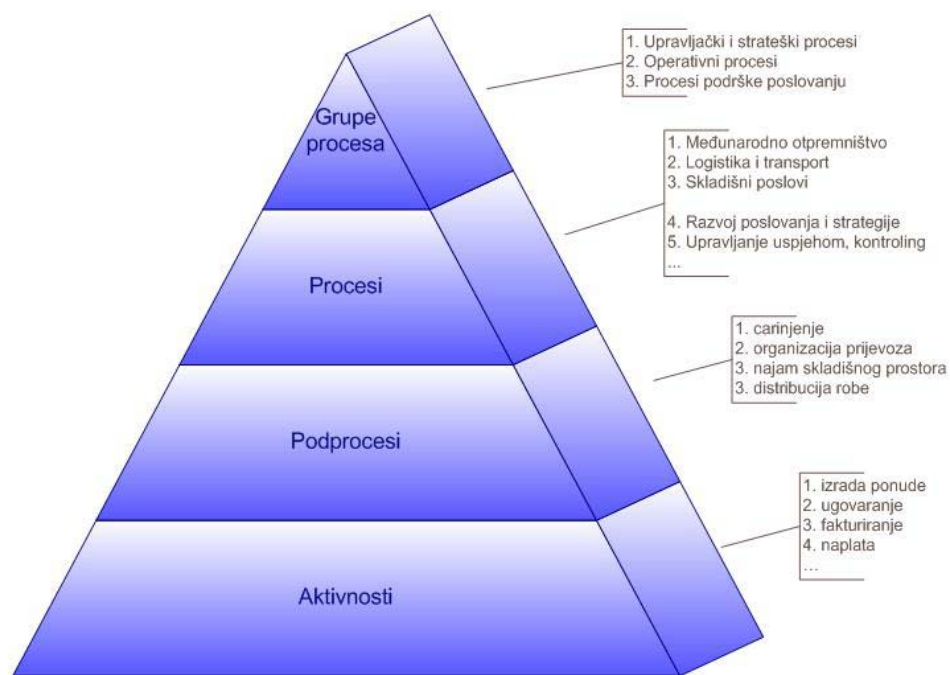 Grupe
procesa
1. Upravljački i strateški procesi
2. Operativni procesi
3. Procesi podrške poslovanju
Procesi
1. Međunarodno otpremništvo
2. Logistika i transport
3. Skladišni poslovi
4. Razvoj poslovanja i strategije
5. Upravljanje uspjehom, kontroling
...
Podprocesi
1. carinjenje
2. organizacija prijevoza
3. najam skladišnog prostora
3. distribucija robe
Aktivnosti
1. izrada ponude
2. ugovaranje
3. fakturiranje
4. naplata
...